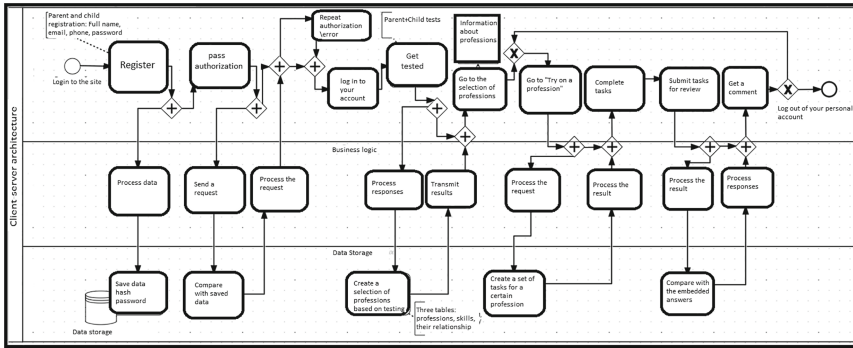 Client server architecture
Parent and child
registration: Full name,
email, phone, password
Login to the site
Register
pass
authorization
Repeat
authorization
\error
log in to
your
account
Parent+Child tests
Get
tested
Information
about
professions
Go to the
selection of
professions
Go to "Try on a
profession"
Complete
tasks
Submit tasks
for review
Get a
comment
Log out of your personal
account
Business logic
Process data
Send a
request
Process the
request
Process
responses
Transmit
results
Process the
request
Process the
result
Process the
result
Process
responses
Data Storage
Save data
hash
password
Data storage
Compare
with saved
data
Create a
selection of
professions
based on testing
Three tables:
professions, skills,
their relationship
Create a set of
tasks for a
certain
profession
Compare with
the embedded
answers